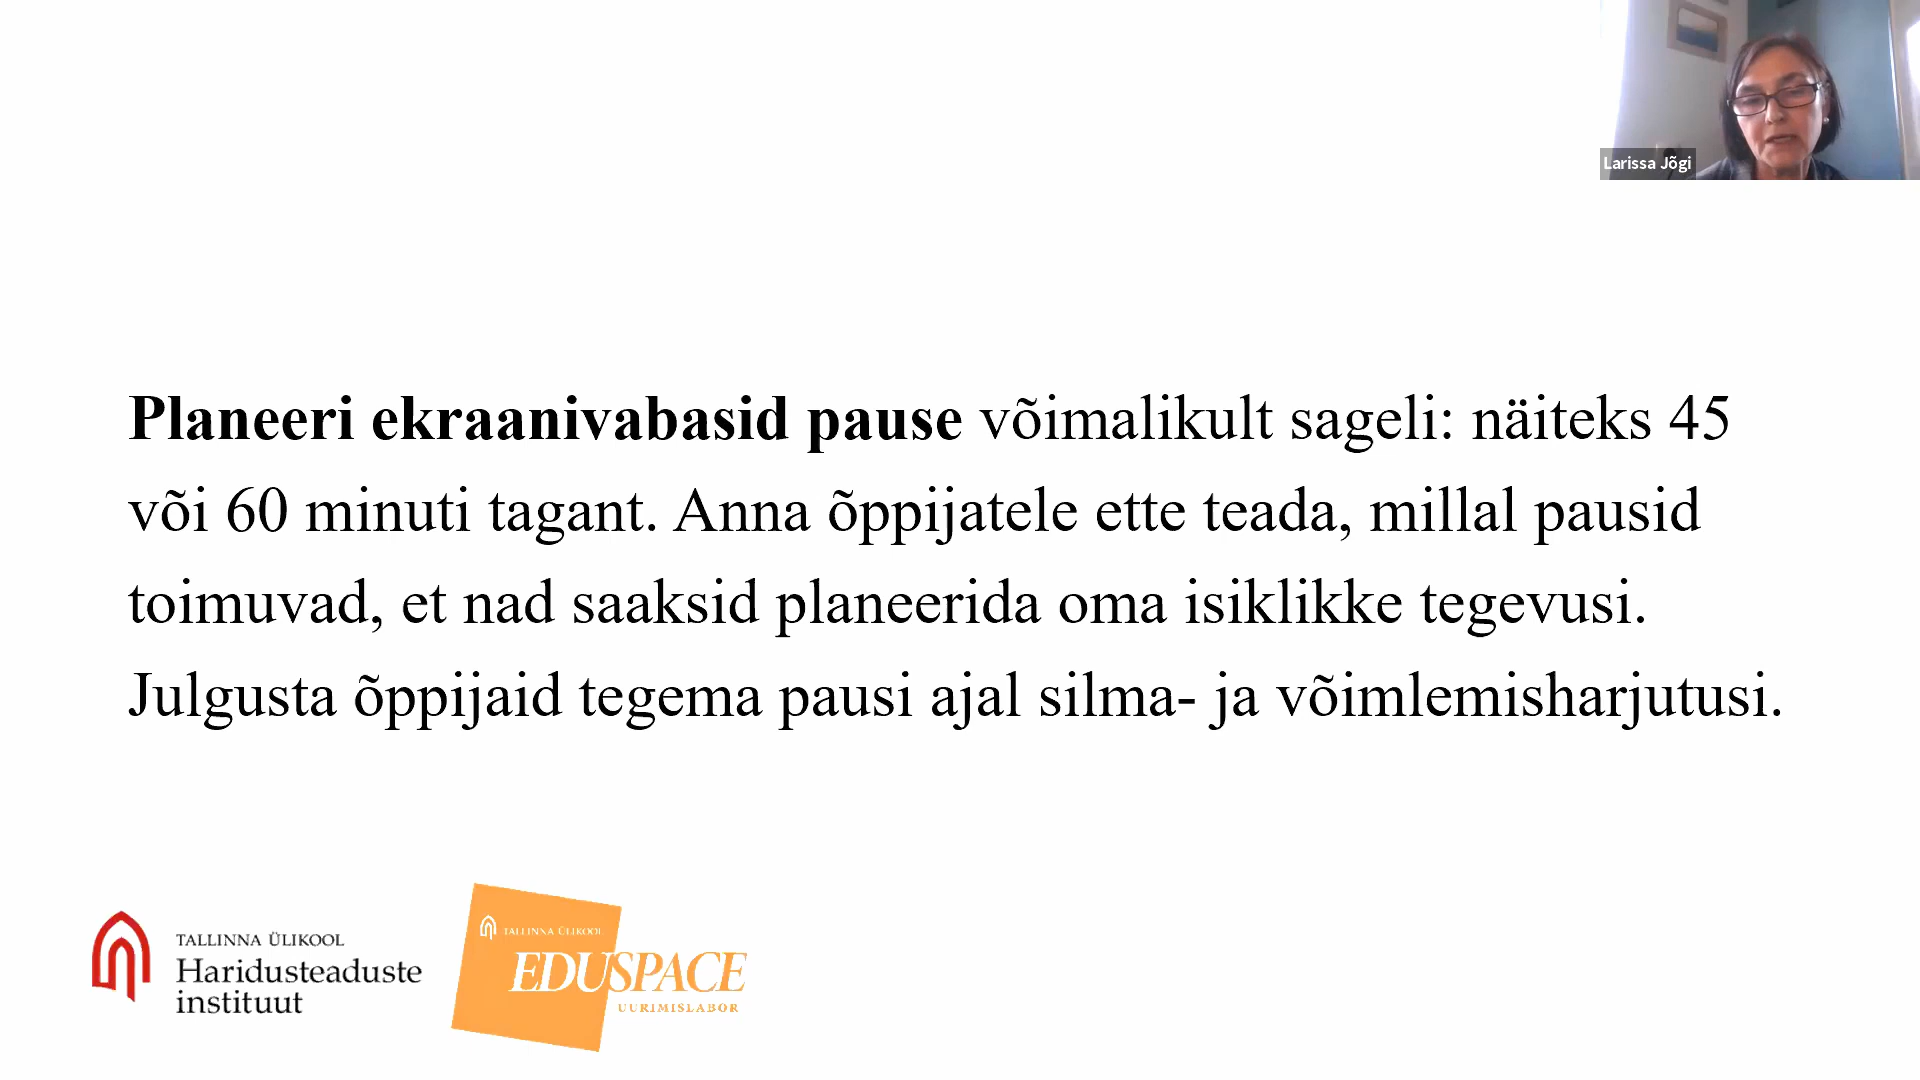 Larissa Jõgi
Planeeri ekraanivabasid pause võimalikult sageli: näiteks 45
või 60 minuti tagant. Anna õppijatele ette teada, millal pausid
toimuvad, et nad saaksid planeerida oma isiklikke tegevusi.
Julgusta õppijaid tegema pausi ajal silma- ja võimlemisharjutusi.
TALLINNA ÜLIKOOL
Haridusteaduste
instituut
TALLINNA ÜLIKOOL
EDUSPACE
UURIMISLABOR